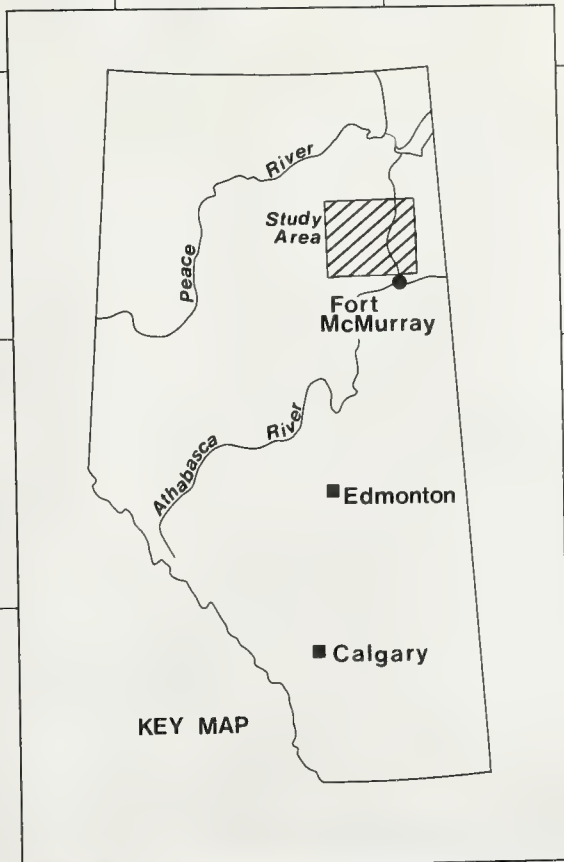 Peace River
Study
Area
Fort
McMurray
Athabasca River
Edmonton
Calgary
KEY MAP